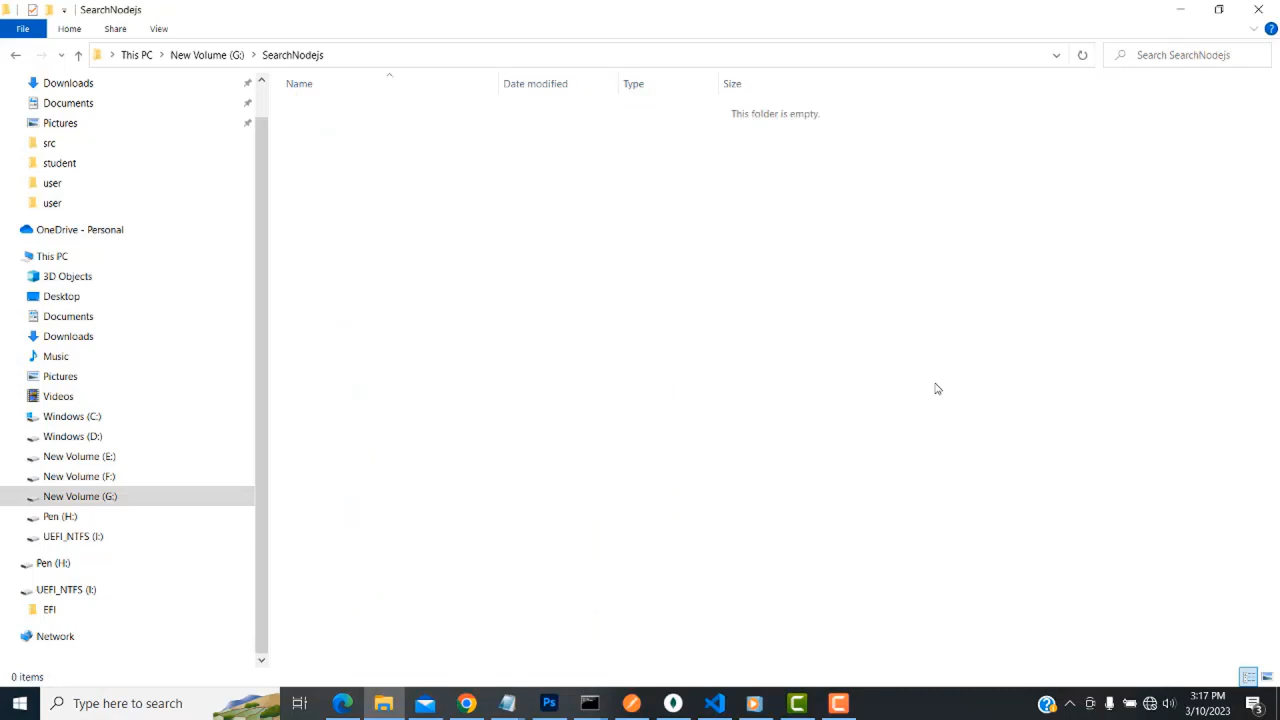 SearchNodejs
File Home Share View
This PC New Volume (G:) SearchNodejs Search SearchNodejs
Name Date modified Type Size
This folder is empty.
Downloads
Documents
Pictures
src
student
user
user
OneDrive - Personal
This PC
3D Objects
Desktop
Documents
Downloads
Music
Pictures
Videos
Windows (C:)
Windows (D:)
New Volume (E:)
New Volume (F:)
New Volume (G:)
Pen (H:)
UEFI_NTFS (I:)
Pen (H:)
UEFI_NTFS (I:)
EFI
Network
0 items
Type here to search Ps C C 3:17 PM
3/10/2023 3